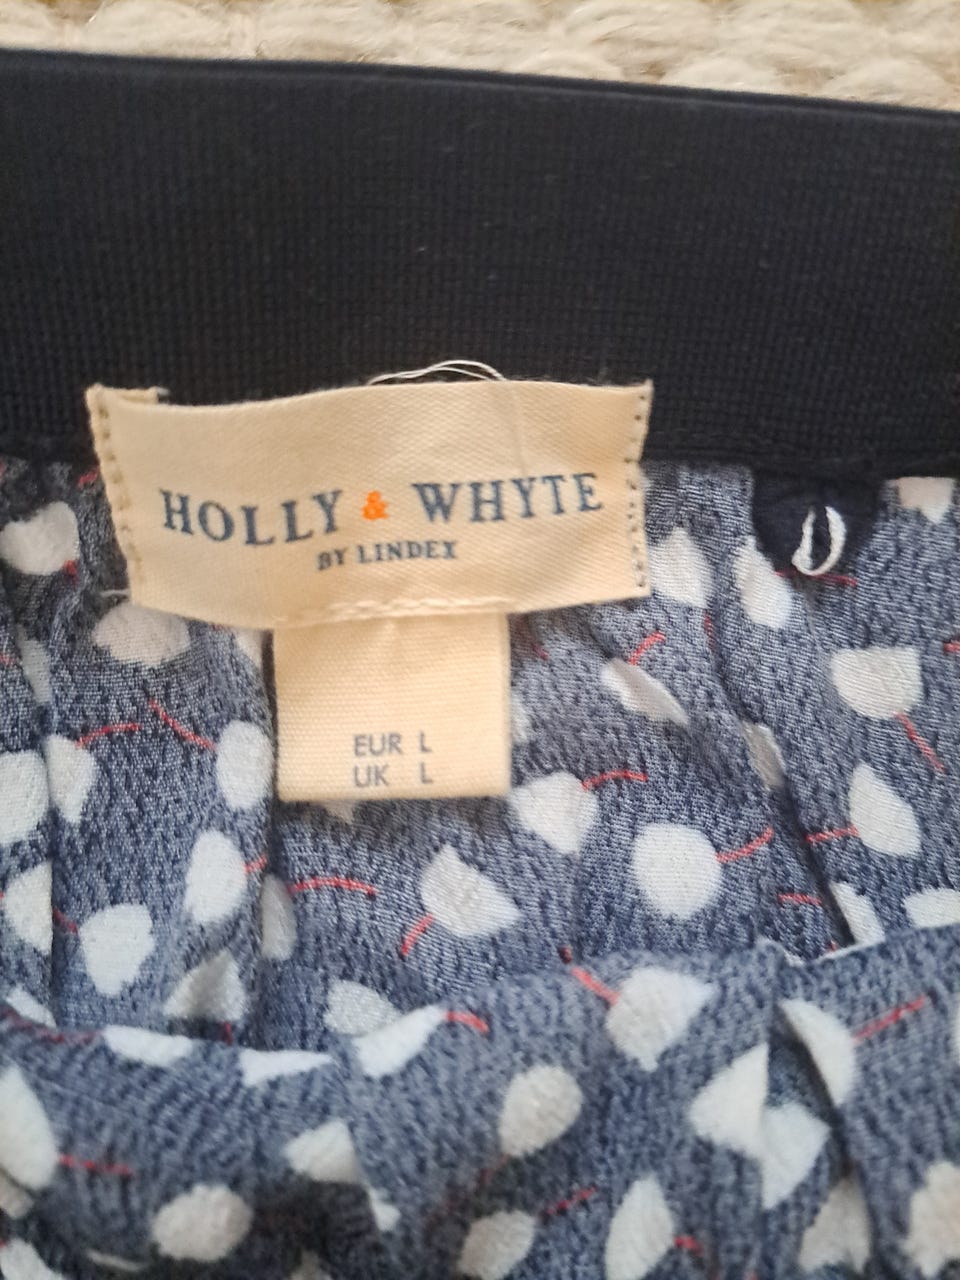 HOLLY & WHYTE
BY LINDEX
EUR L
UK L